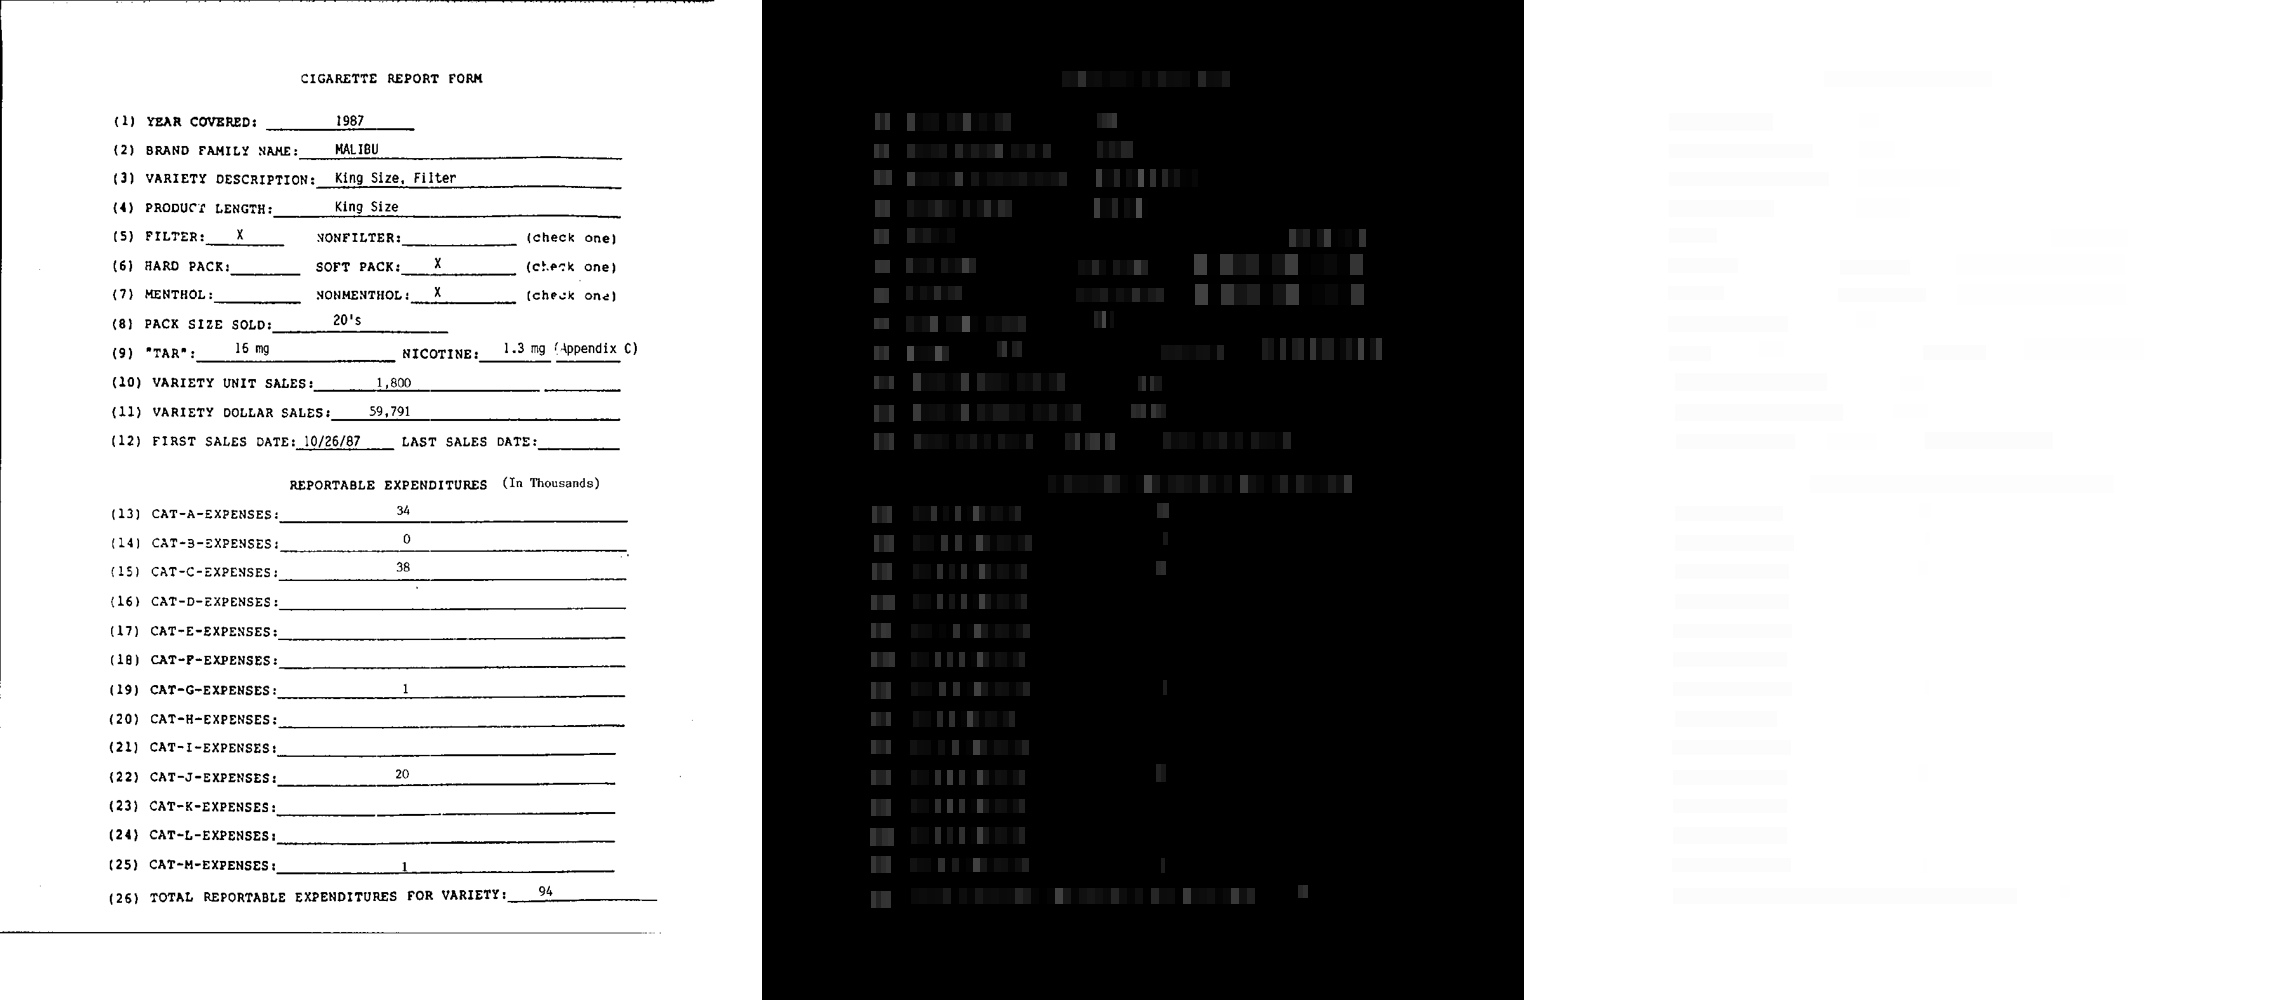 CIGARETTE REPORT FORM
(1) YEAR COVERED: 1987
(2) BRAND FAMILY NAME: MALIBU
(3) VARIETY DESCRIPTION: King Size, Filter
(4) PRODUCT LENGTH: King Size
(5) FILTER: X NONFILTER: (check one)
(6) HARD PACK: SOFT PACK: X (check one)
(7) MENTHOL: NONMENTHOL: X (check one)
(8) PACK SIZE SOLD: 20's
(9) "TAR": 16 mg NICOTINE: 1.3 mg (Appendix C)
(10) VARIETY UNIT SALES: 1,800
(11) VARIETY DOLLAR SALES: 59,791
(12) FIRST SALES DATE: 10/26/87 LAST SALES DATE:
REPORTABLE EXPENDITURES (In Thousands)
(13) CAT-A-EXPENSES: 34
(14) CAT-B-EXPENSES: 0
(15) CAT-C-EXPENSES: 38
(16) CAT-D-EXPENSES:
(17) CAT-E-EXPENSES:
(18) CAT-F-EXPENSES:
(19) CAT-G-EXPENSES: 1
(20) CAT-H-EXPENSES:
(21) CAT-I-EXPENSES:
(22) CAT-J-EXPENSES: 20
(23) CAT-K-EXPENSES:
(24) CAT-L-EXPENSES:
(25) CAT-M-EXPENSES: 1
(26) TOTAL REPORTABLE EXPENDITURES FOR VARIETY: 94